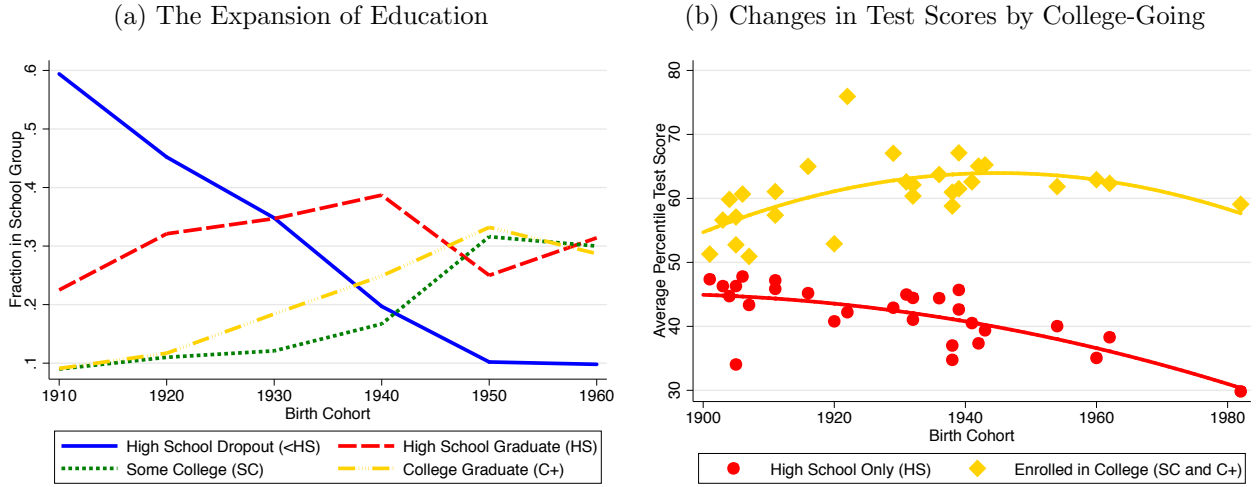 (a) The Expansion of Education
Fraction in School Group
.6
.5
.4
.3
.2
.1
1910 1920 1930 1940 1950 1960
Birth Cohort
High School Dropout (<HS) High School Graduate (HS)
Some College (SC) College Graduate (C+)
(b) Changes in Test Scores by College-Going
Average Percentile Test Score
80
70
60
50
40
30
1900 1920 1940 1960 1980
Birth Cohort
High School Only (HS) Enrolled in College (SC and C+)